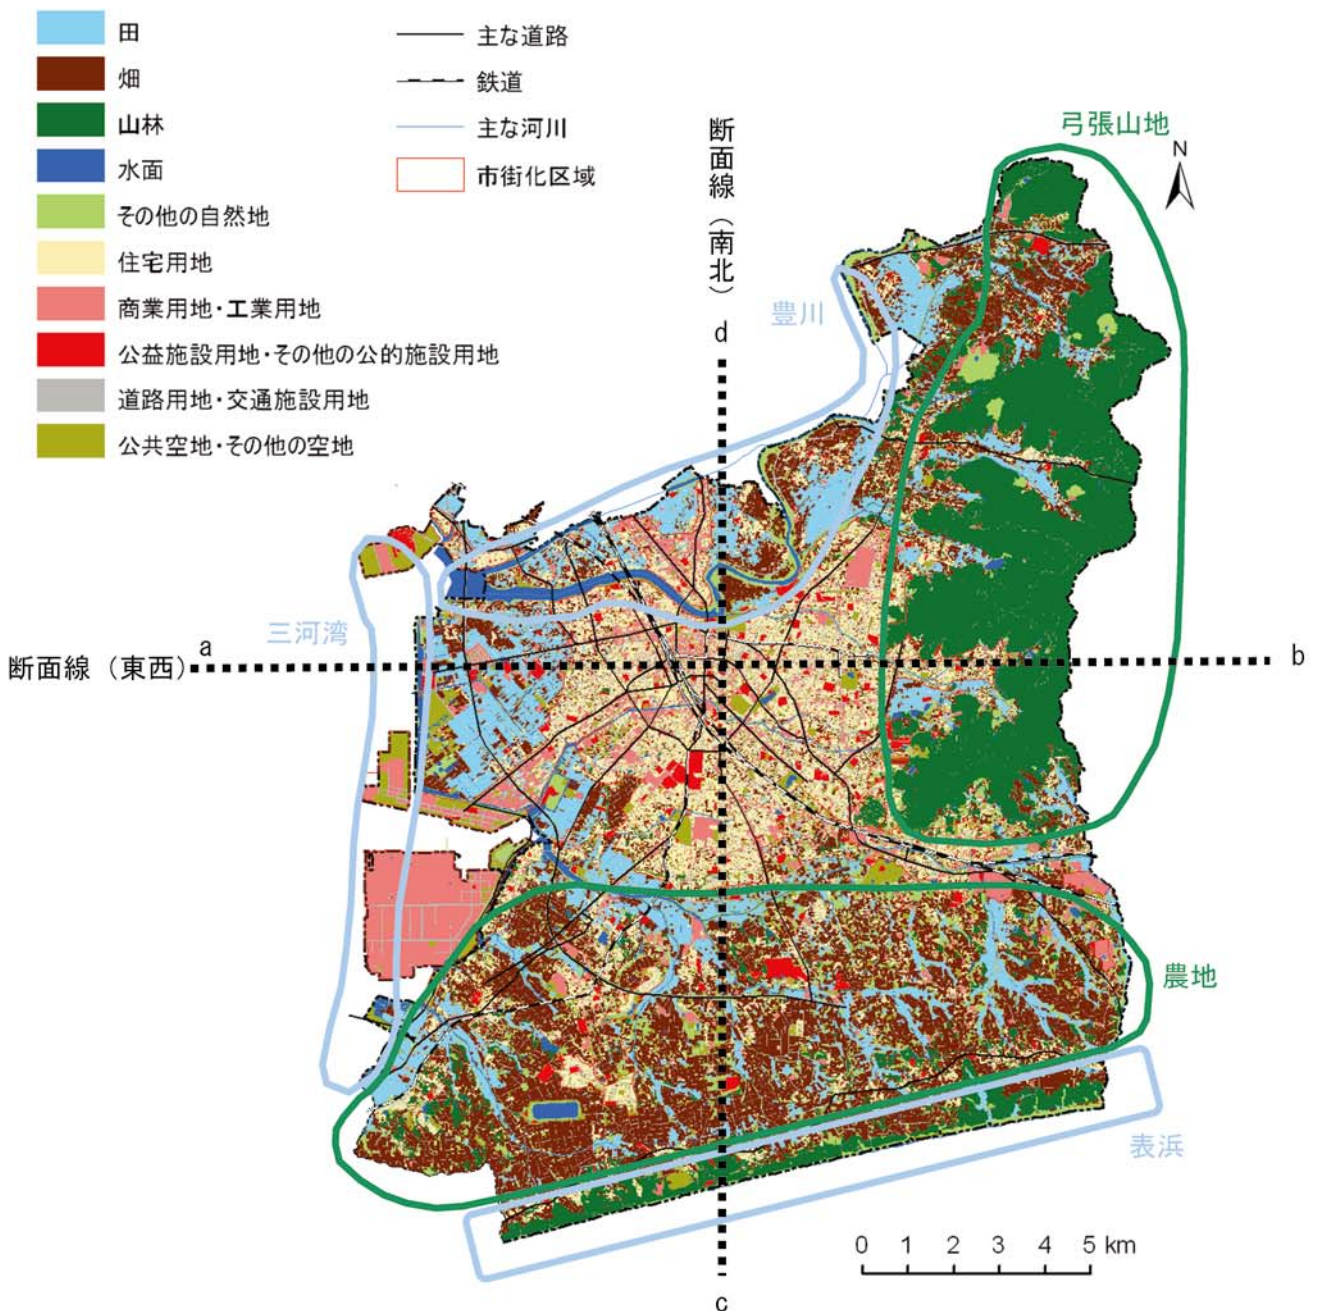 田
畑
山林
水面
その他の自然地
住宅用地
商業用地・工業用地
公益施設用地・その他の公的施設用地
道路用地・交通施設用地
公共空地・その他の空地
主な道路
鉄道
主な河川
市街化区域
断面線（南北）
d
弓張山地
N
豊川
三河湾
断面線（東西）
a
b
農地
表浜
0 1 2 3 4 5 km
c